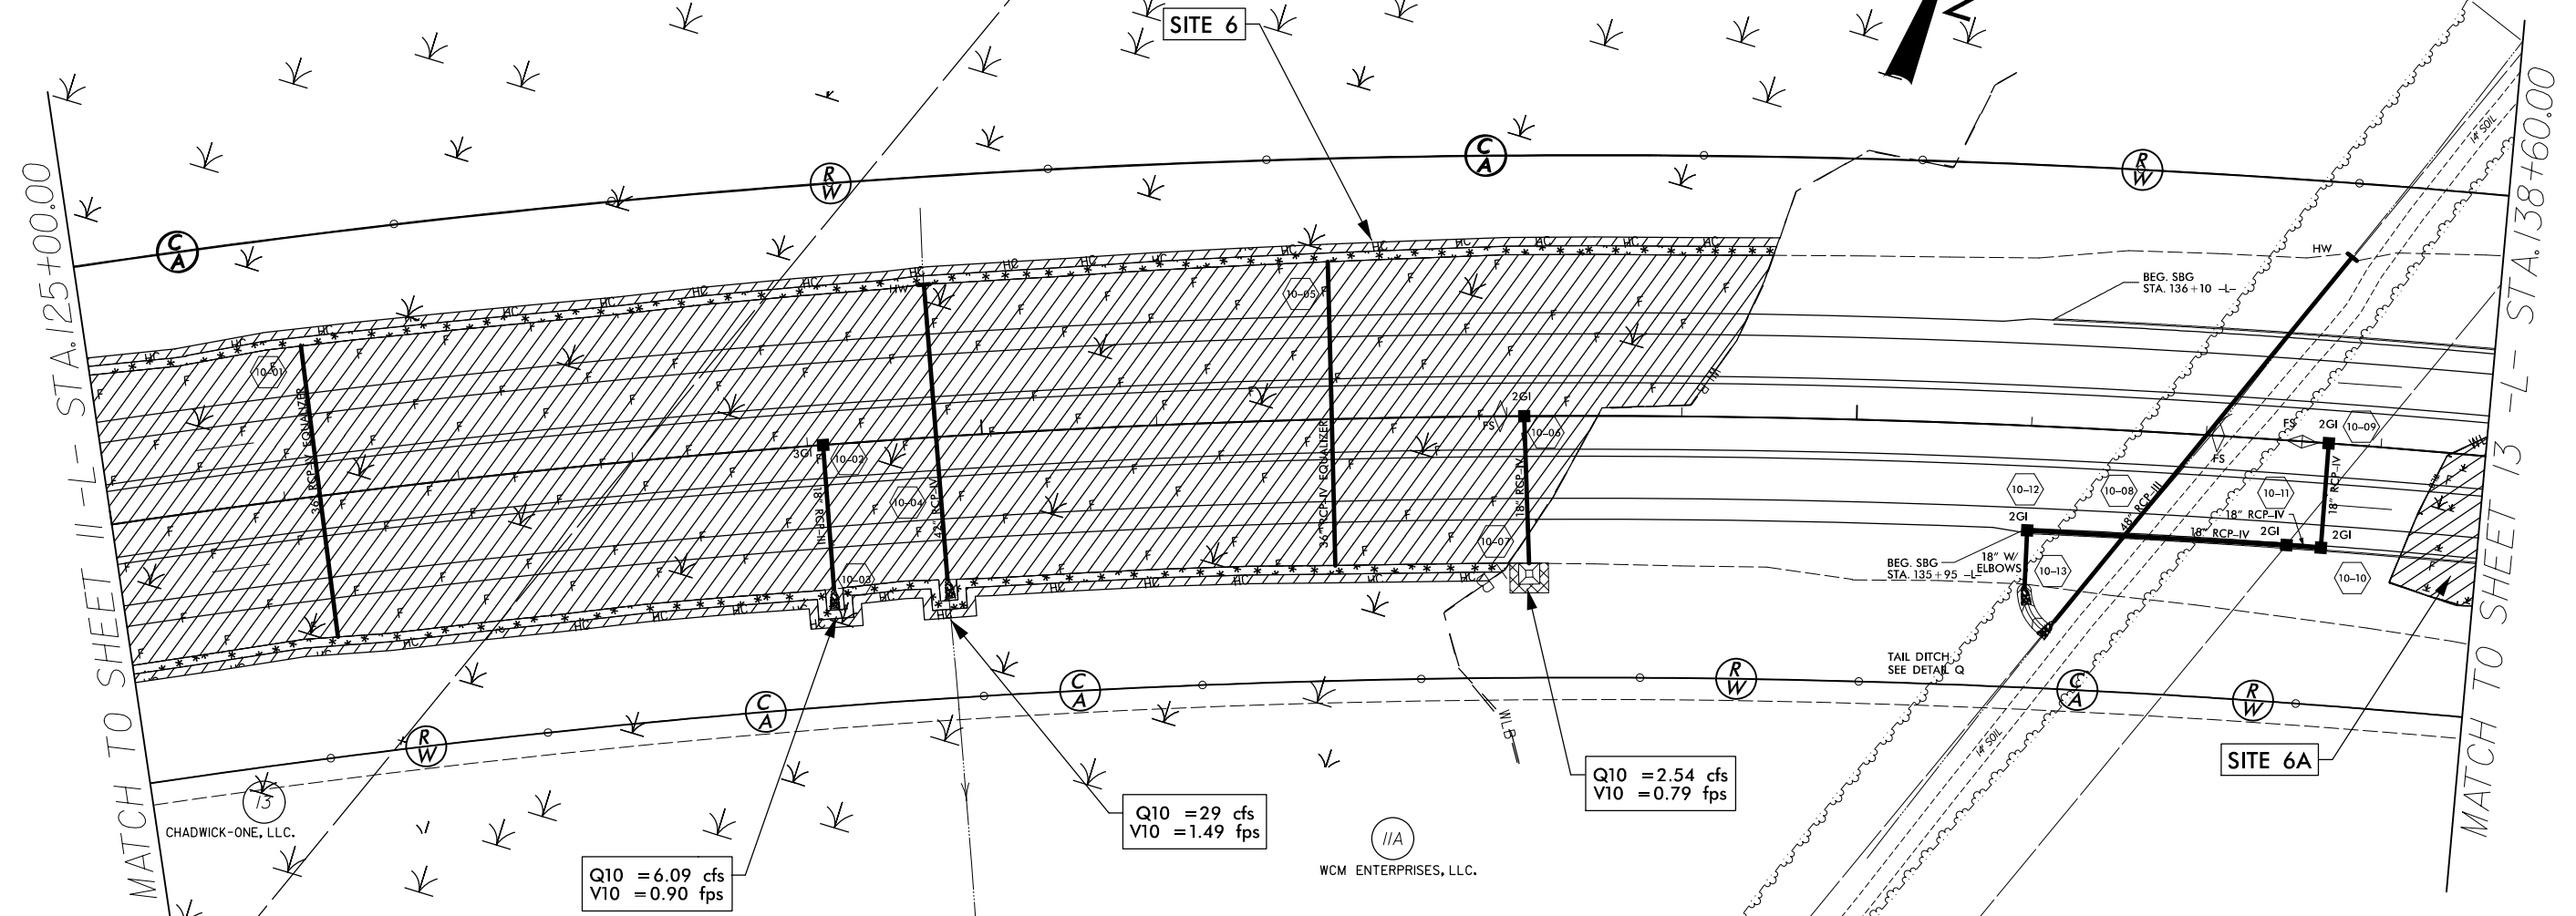 SITE 6
C
A
R
W
C
A
R
W
MATCH TO SHEET 11 -L- STA.125+00.00
MATCH TO SHEET 13 -L- STA.138+60.00
14' SOIL
HW
BEG. SBG
STA. 136+10 -L-
HW
10-01
10-05
36" RCP-IV EQUALIZER
3GI
10-02
18" RCP-III
10-03
10-04
42" RCP-IV
36" RCP-IV EQUALIZER
FS
2GI
10-06
18" RCP-IV
10-07
WLB
FS
FS
2GI
10-09
10-12
10-08
48" RCP-III
10-11
18" RCP-IV
18" RCP-IV
2GI
18" RCP-IV
2GI
2GI
10-10
BEG. SBG
STA. 135+95 -L-
18" W/
ELBOWS
10-13
WLB
TAIL DITCH
SEE DETAIL Q
14' SOIL
C
A
C
A
R
W
R
W
C
A
R
W
WLB
SITE 6A
13
CHADWICK-ONE, LLC.
Q10 =6.09 cfs
V10 =0.90 fps
Q10 =29 cfs
V10 =1.49 fps
Q10 =2.54 cfs
V10 =0.79 fps
11A
WCM ENTERPRISES, LLC.